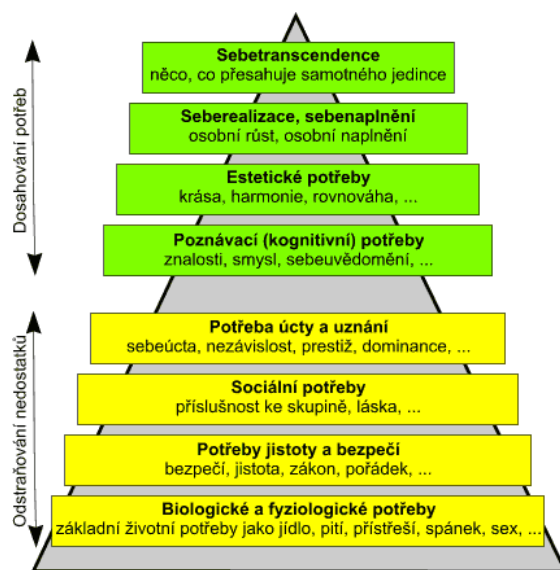 Sebetranscendence
něco, co přesahuje samotného jedince
Seberealizace, sebenaplnění
osobní růst, osobní naplnění
Estetické potřeby
krása, harmonie, rovnováha, ...
Poznávací (kognitivní) potřeby
znalosti, smysl, sebeuvědomění, ...
Dosahování potřeb
Potřeba úcty a uznání
sebeúcta, nezávislost, prestiž, dominance, ...
Sociální potřeby
příslušnost ke skupině, láska, ...
Potřeby jistoty a bezpečí
bezpečí, jistota, zákon, pořádek, ...
Biologické a fyziologické potřeby
základní životní potřeby jako jídlo, pití, přístřeší, spánek, sex, ...
Odstraňování nedostatků